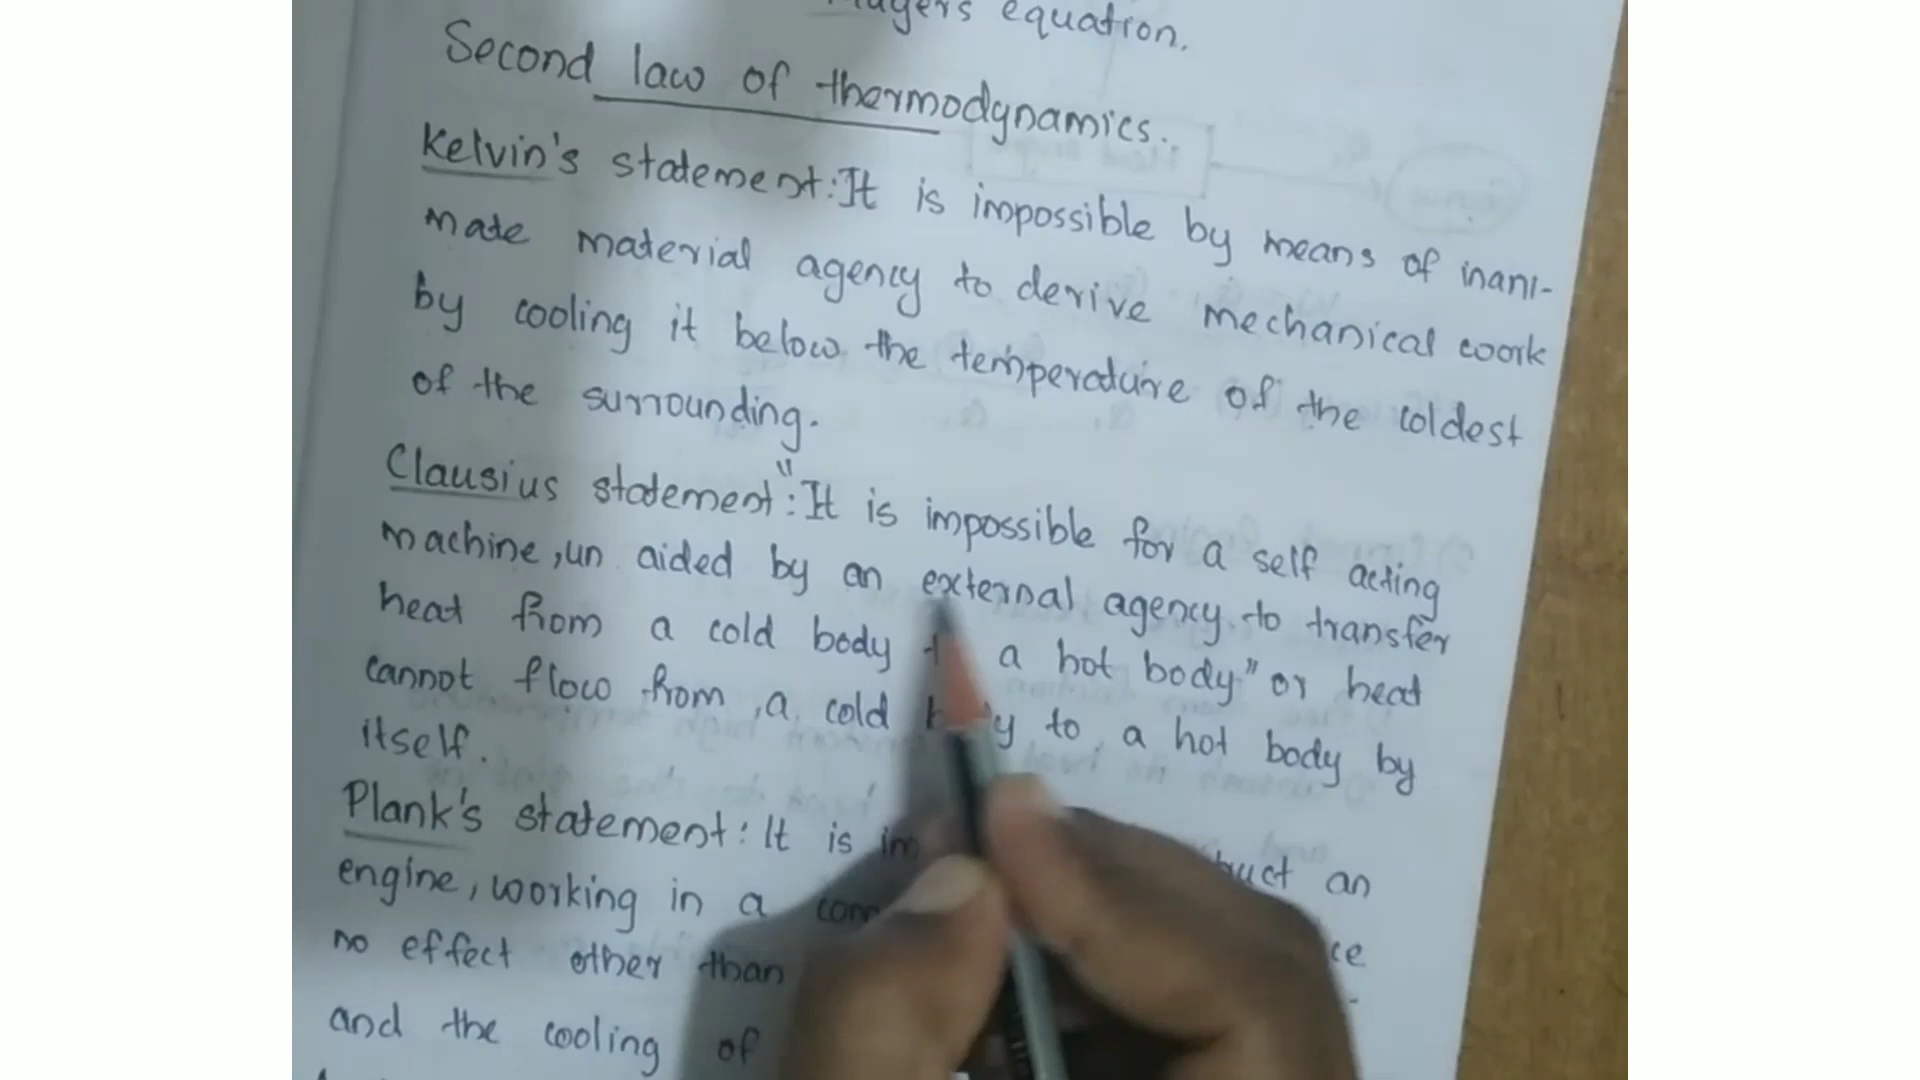 equation.
Second law of thermodynamics.
Kelvin's statement: It is impossible by means of inani-
mate material agency to derive mechanical work
by cooling it below the temperature of the coldest
of the surrounding.
Clausius statement: "It is impossible for a self acting
machine, un aided by an external agency to transfer
heat from a cold body a hot body" or heat
cannot flow from a cold to a hot body by
itself.
Plank's statement: It is an
engine, working in a
no effect other than
and the cooling of